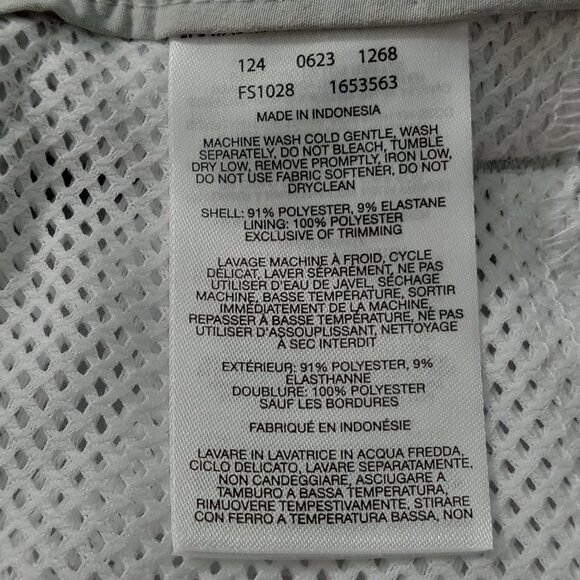 124 0623 1268
FS1028 1653563
MADE IN INDONESIA
MACHINE WASH COLD GENTLE, WASH
SEPARATELY, DO NOT BLEACH, TUMBLE
DRY LOW, REMOVE PROMPTLY, IRON LOW,
DO NOT USE FABRIC SOFTENER, DO NOT
DRYCLEAN
SHELL: 91% POLYESTER, 9% ELASTANE
LINING: 100% POLYESTER
EXCLUSIVE OF TRIMMING
LAVAGE MACHINE À FROID, CYCLE
DÉLICAT, LAVER SÉPARÉMENT, NE PAS
UTILISER D'EAU DE JAVEL, SÉCHAGE
MACHINE, BASSE TEMPÉRATURE, SORTIR
IMMÉDIATEMENT DE LA MACHINE,
REPASSER À BASSE TEMPÉRATURE, NE PAS
UTILISER D'ASSOUPLISSANT, NETTOYAGE
À SEC INTERDIT
EXTÉRIEUR: 91% POLYESTER, 9%
ÉLASTHANNE
DOUBLURE: 100% POLYESTER
SAUF LES BORDURES
FABRIQUÉ EN INDONÉSIE
LAVARE IN LAVATRICE IN ACQUA FREDDA,
CICLO DELICATO, LAVARE SEPARATAMENTE,
NON CANDEGGIARE, ASCIUGARE A
TAMBURO A BASSA TEMPERATURA,
RIMUOVERE TEMPESTIVAMENTE, STIRARE
CON FERRO A TEMPERATURA BASSA, NON